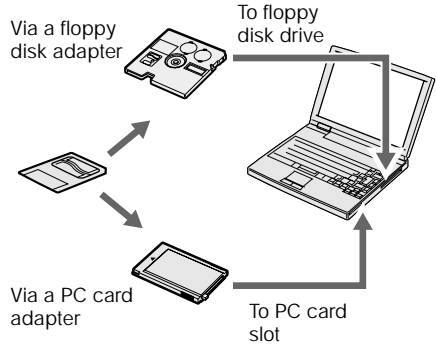 Via a floppy
disk adapter
To floppy
disk drive
Via a PC card
adapter
To PC card
slot